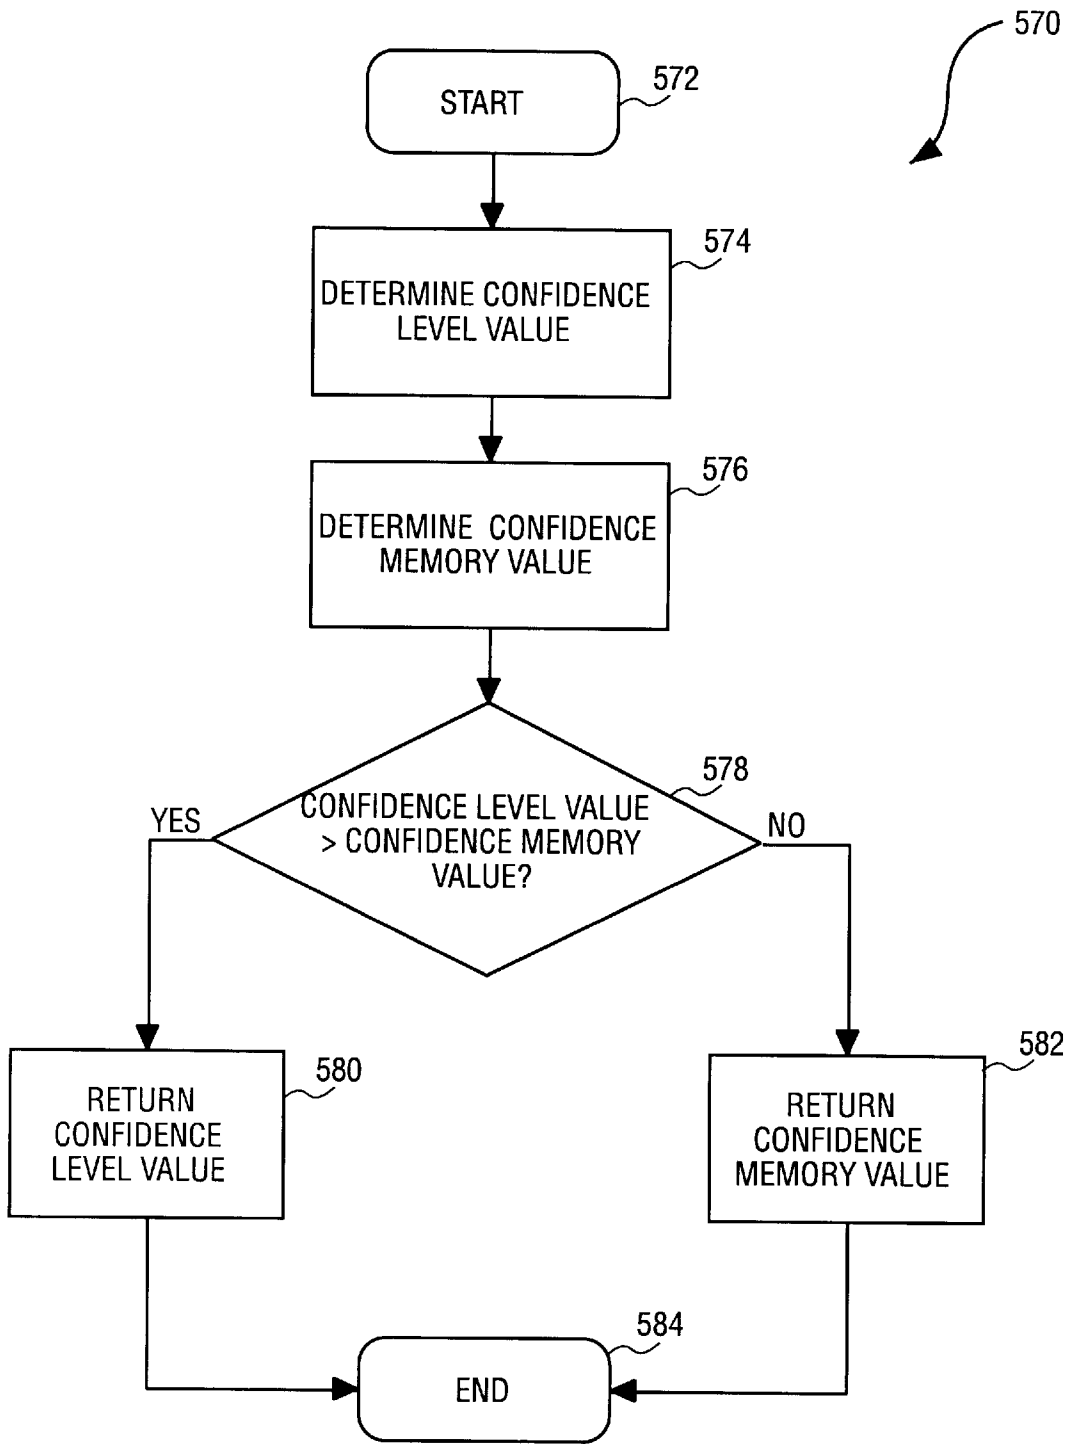 570
START
572
574
DETERMINE CONFIDENCE
LEVEL VALUE
576
DETERMINE CONFIDENCE
MEMORY VALUE
578
CONFIDENCE LEVEL VALUE
> CONFIDENCE MEMORY
VALUE?
YES
NO
580
RETURN
CONFIDENCE
LEVEL VALUE
582
RETURN
CONFIDENCE
MEMORY VALUE
584
END